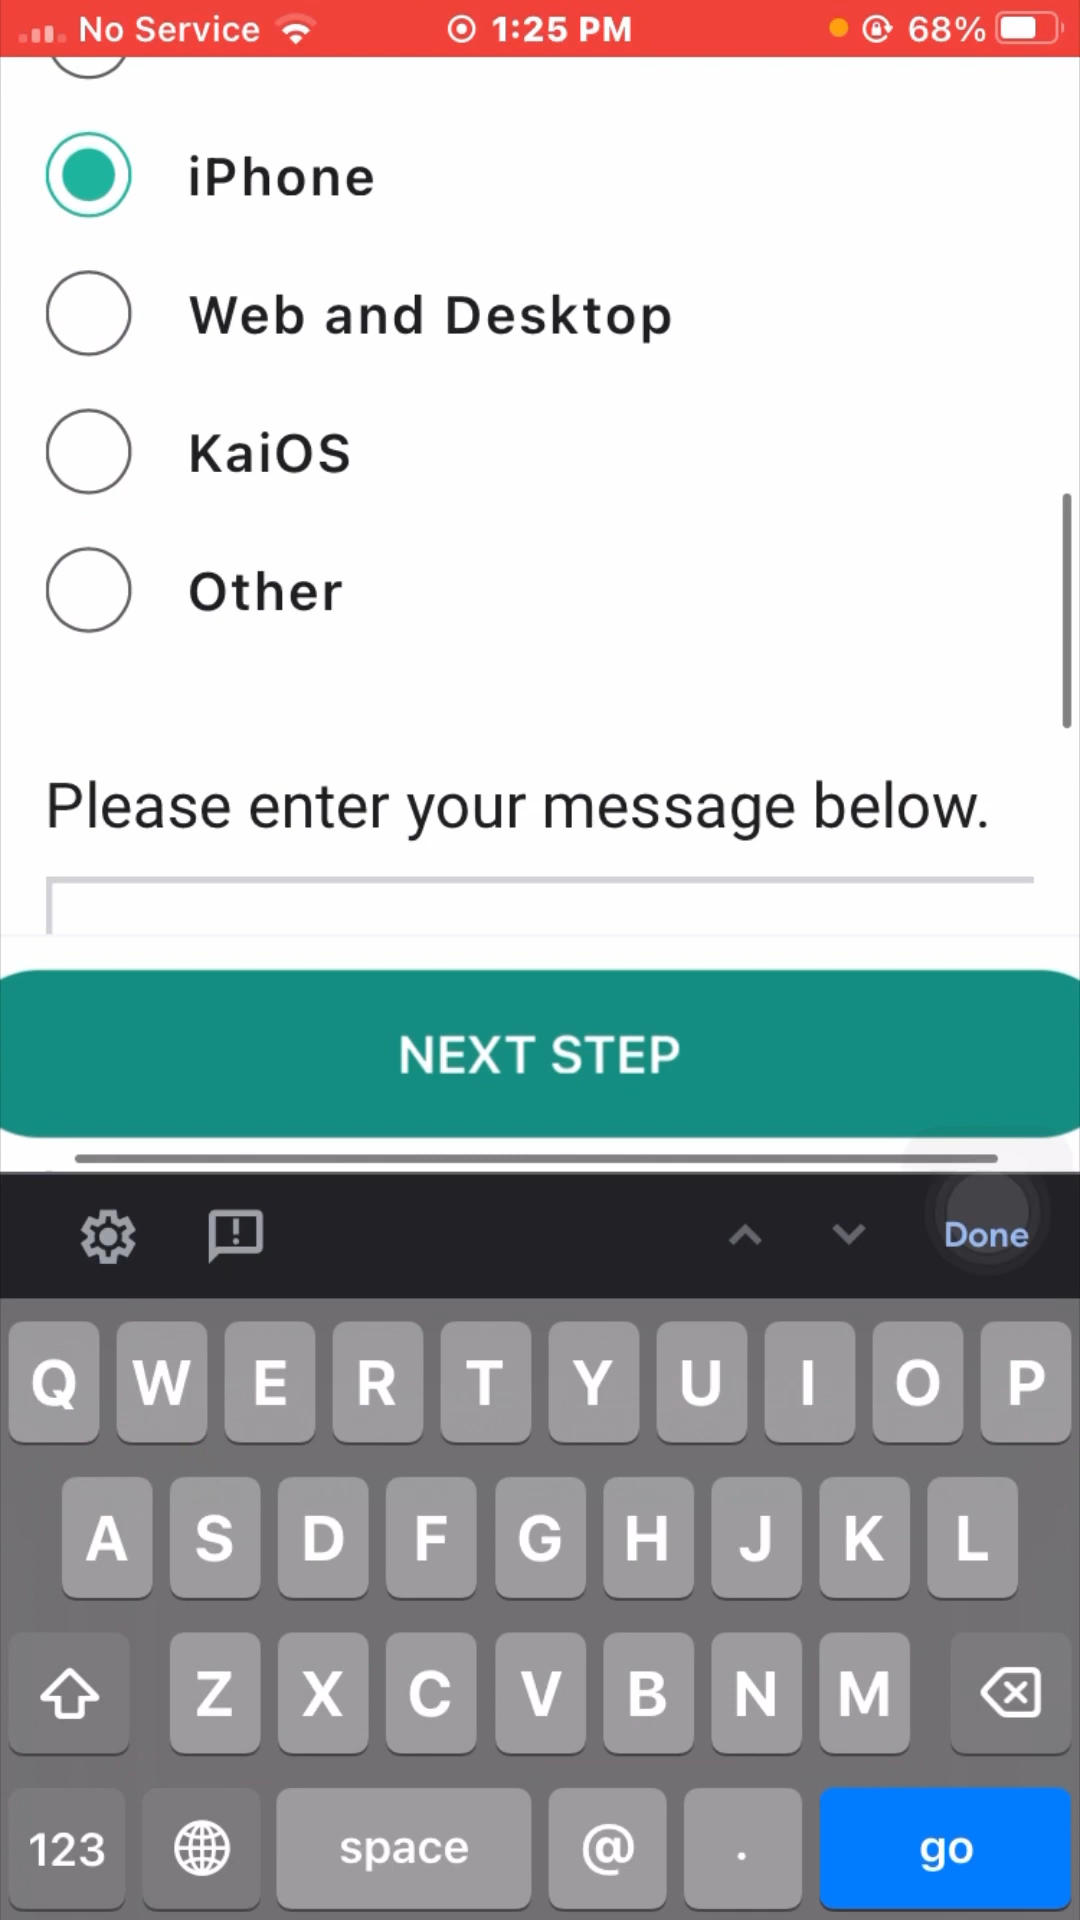 No Service 1:25 PM 68%
iPhone
Web and Desktop
KaiOS
Other
Please enter your message below.
NEXT STEP
Done
Q W E R T Y U I O P
A S D F G H J K L
Z X C V B N M
123 space @ . go